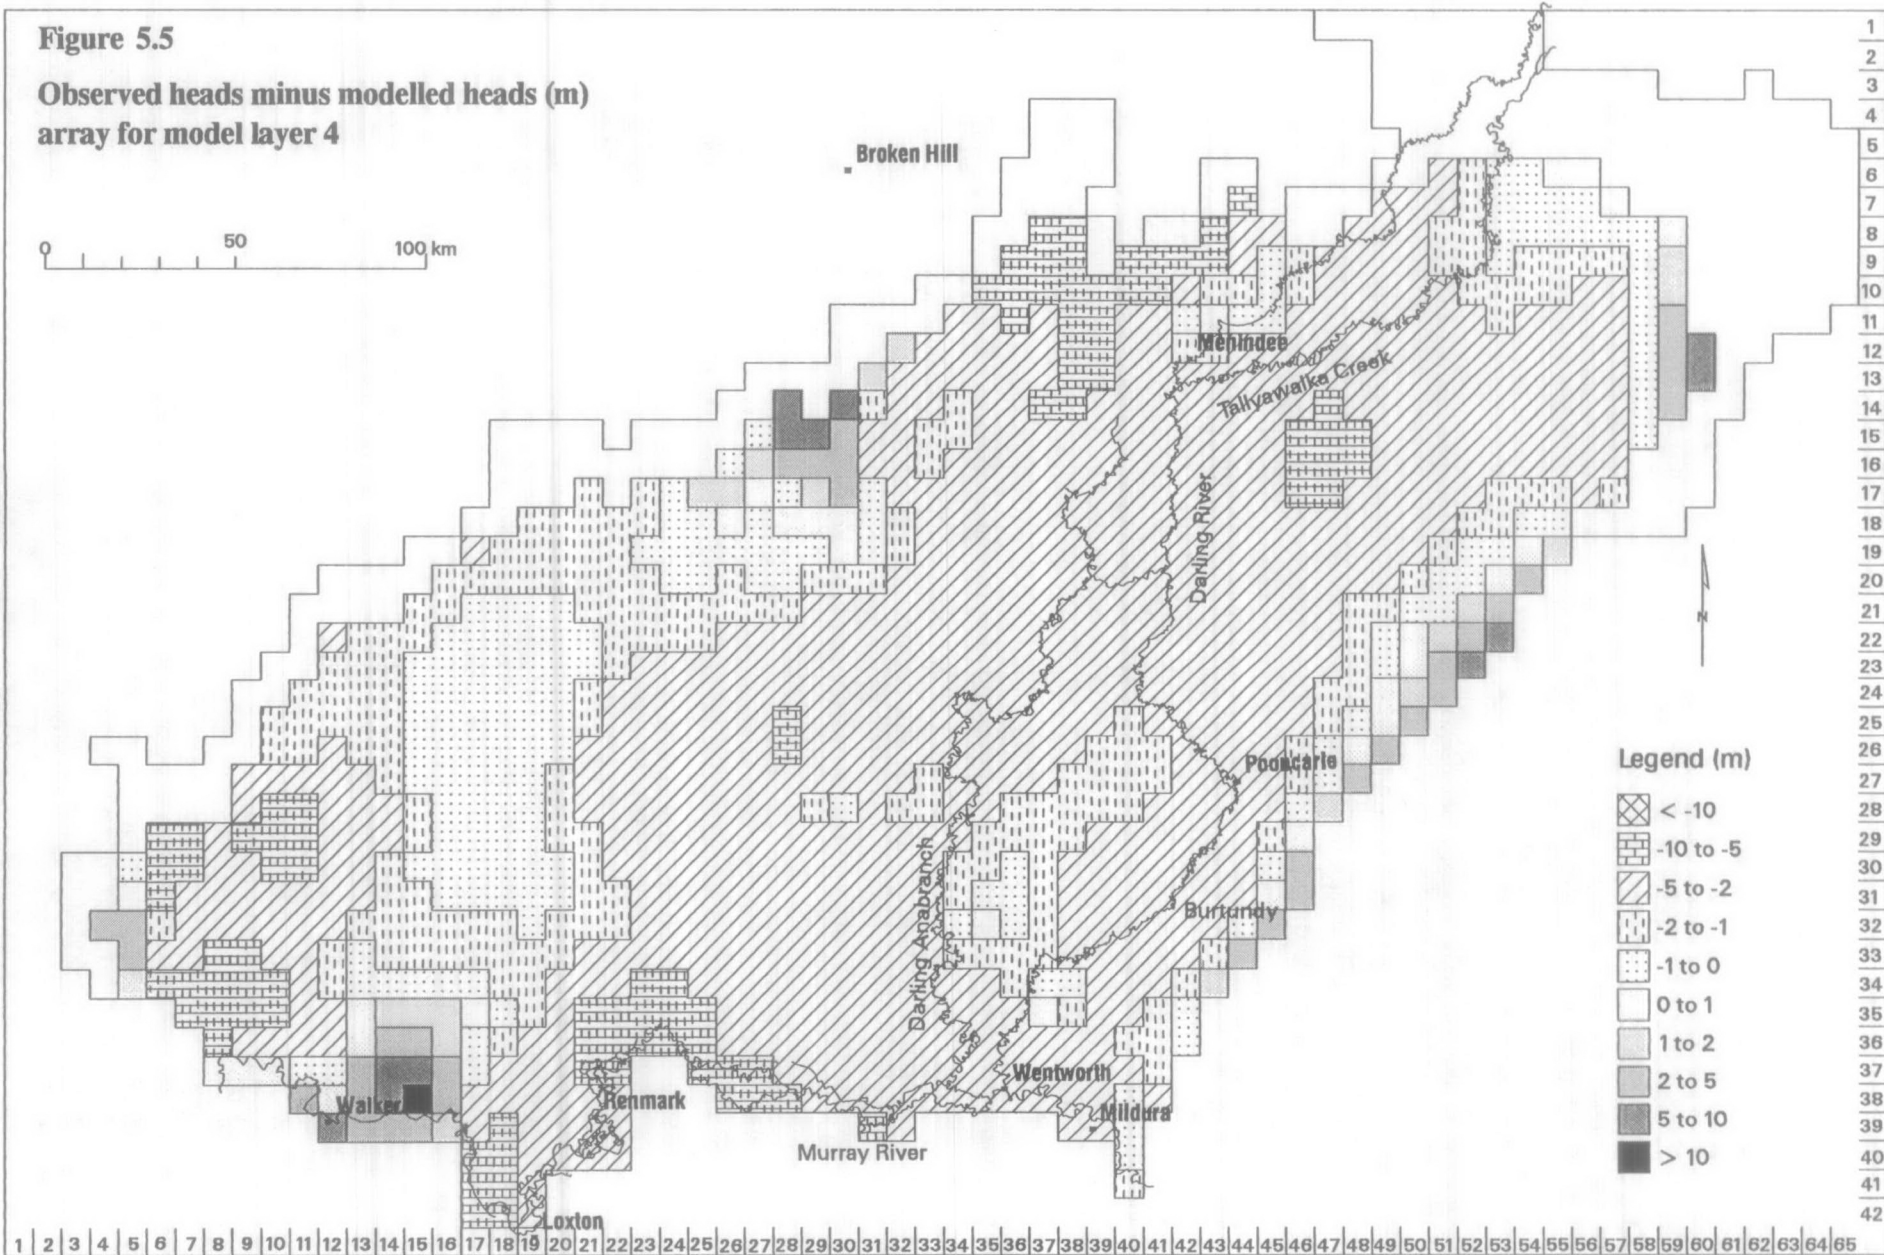 Figure 5.5
Observed heads minus modelled heads (m)
array for model layer 4
0 50 100 km
Broken Hill
Menindee
Tallyawalka Creek
Darling River
N
Pooncarie
Darling Anabranch
Burtundy
Wentworth
Mildura
Renmark
Walker
Murray River
Loxton
Legend (m)
< -10
-10 to -5
-5 to -2
-2 to -1
-1 to 0
0 to 1
1 to 2
2 to 5
5 to 10
> 10
1
2
3
4
5
6
7
8
9
10
11
12
13
14
15
16
17
18
19
20
21
22
23
24
25
26
27
28
29
30
31
32
33
34
35
36
37
38
39
40
41
42
1 2 3 4 5 6 7 8 9 10 11 12 13 14 15 16 17 18 19 20 21 22 23 24 25 26 27 28 29 30 31 32 33 34 35 36 37 38 39 40 41 42 43 44 45 46 47 48 49 50 51 52 53 54 55 56 57 58 59 60 61 62 63 64 65